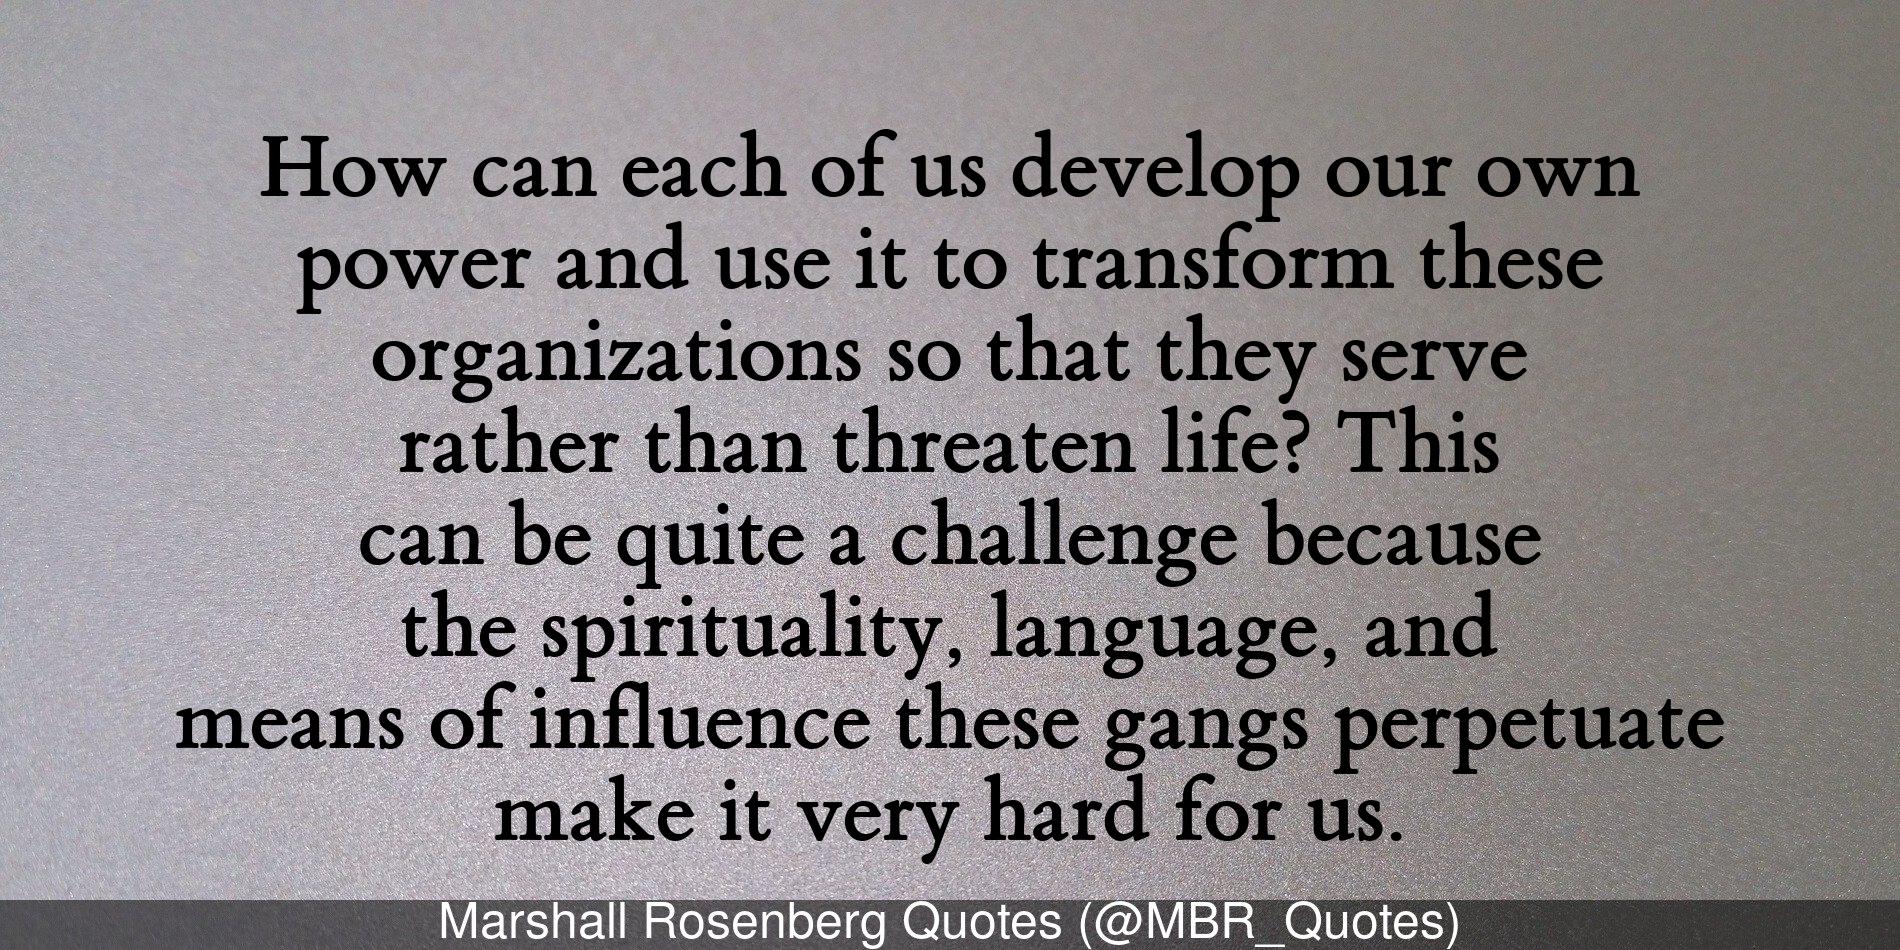 How can each of us develop our own
power and use it to transform these
organizations so that they serve
rather than threaten life? This
can be quite a challenge because
the spirituality, language, and
means of influence these gangs perpetuate
make it very hard for us.
Marshall Rosenberg Quotes (@MBR_Quotes)